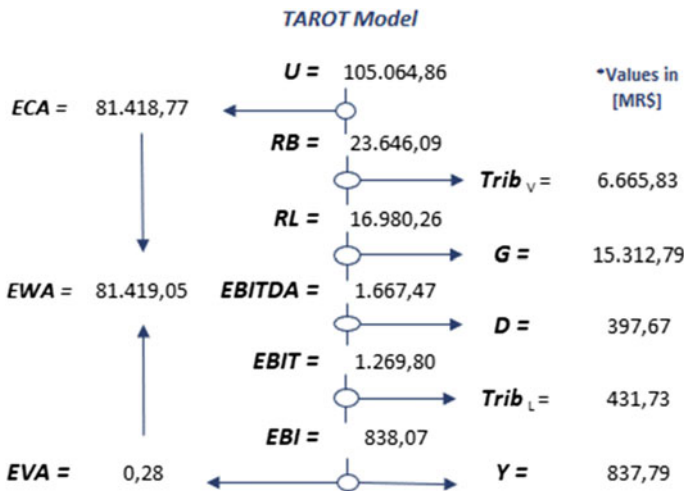 TAROT Model
U = 105.064,86
*Values in
[MR$]
ECA = 81.418,77
RB = 23.646,09
Trib V = 6.665,83
RL = 16.980,26
G = 15.312,79
EWA = 81.419,05 EBITDA = 1.667,47
D = 397,67
EBIT = 1.269,80
Trib L = 431,73
EBI = 838,07
EVA = 0,28 Y = 837,79